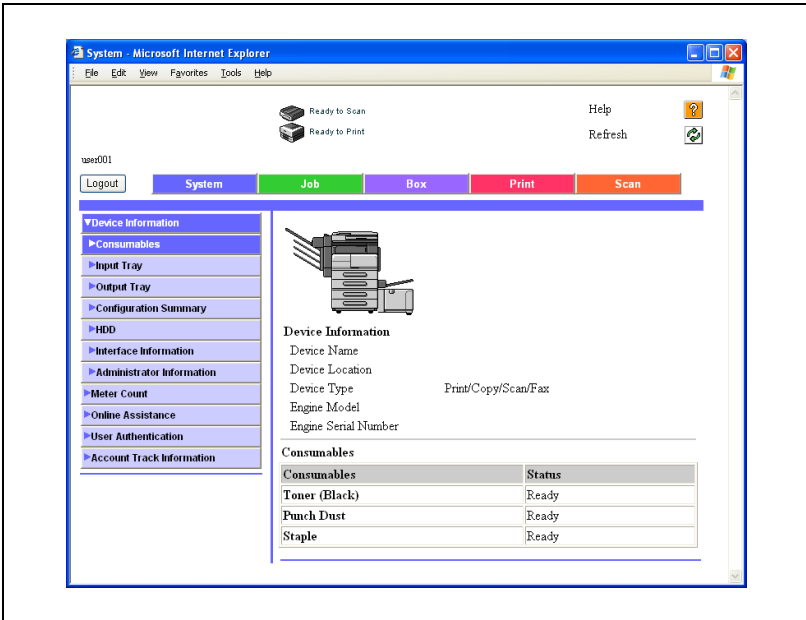 System - Microsoft Internet Explorer
File Edit View Favorites Tools Help
Ready to Scan
Ready to Print
Help
Refresh
user001
Logout
System Job Box Print Scan
Device Information
Consumables
Input Tray
Output Tray
Configuration Summary
HDD
Interface Information
Administrator Information
Meter Count
Online Assistance
User Authentication
Account Track Information
Device Information
Device Name
Device Location
Device Type Print/Copy/Scan/Fax
Engine Model
Engine Serial Number
Consumables
Consumables Status
Toner (Black) Ready
Punch Dust Ready
Staple Ready